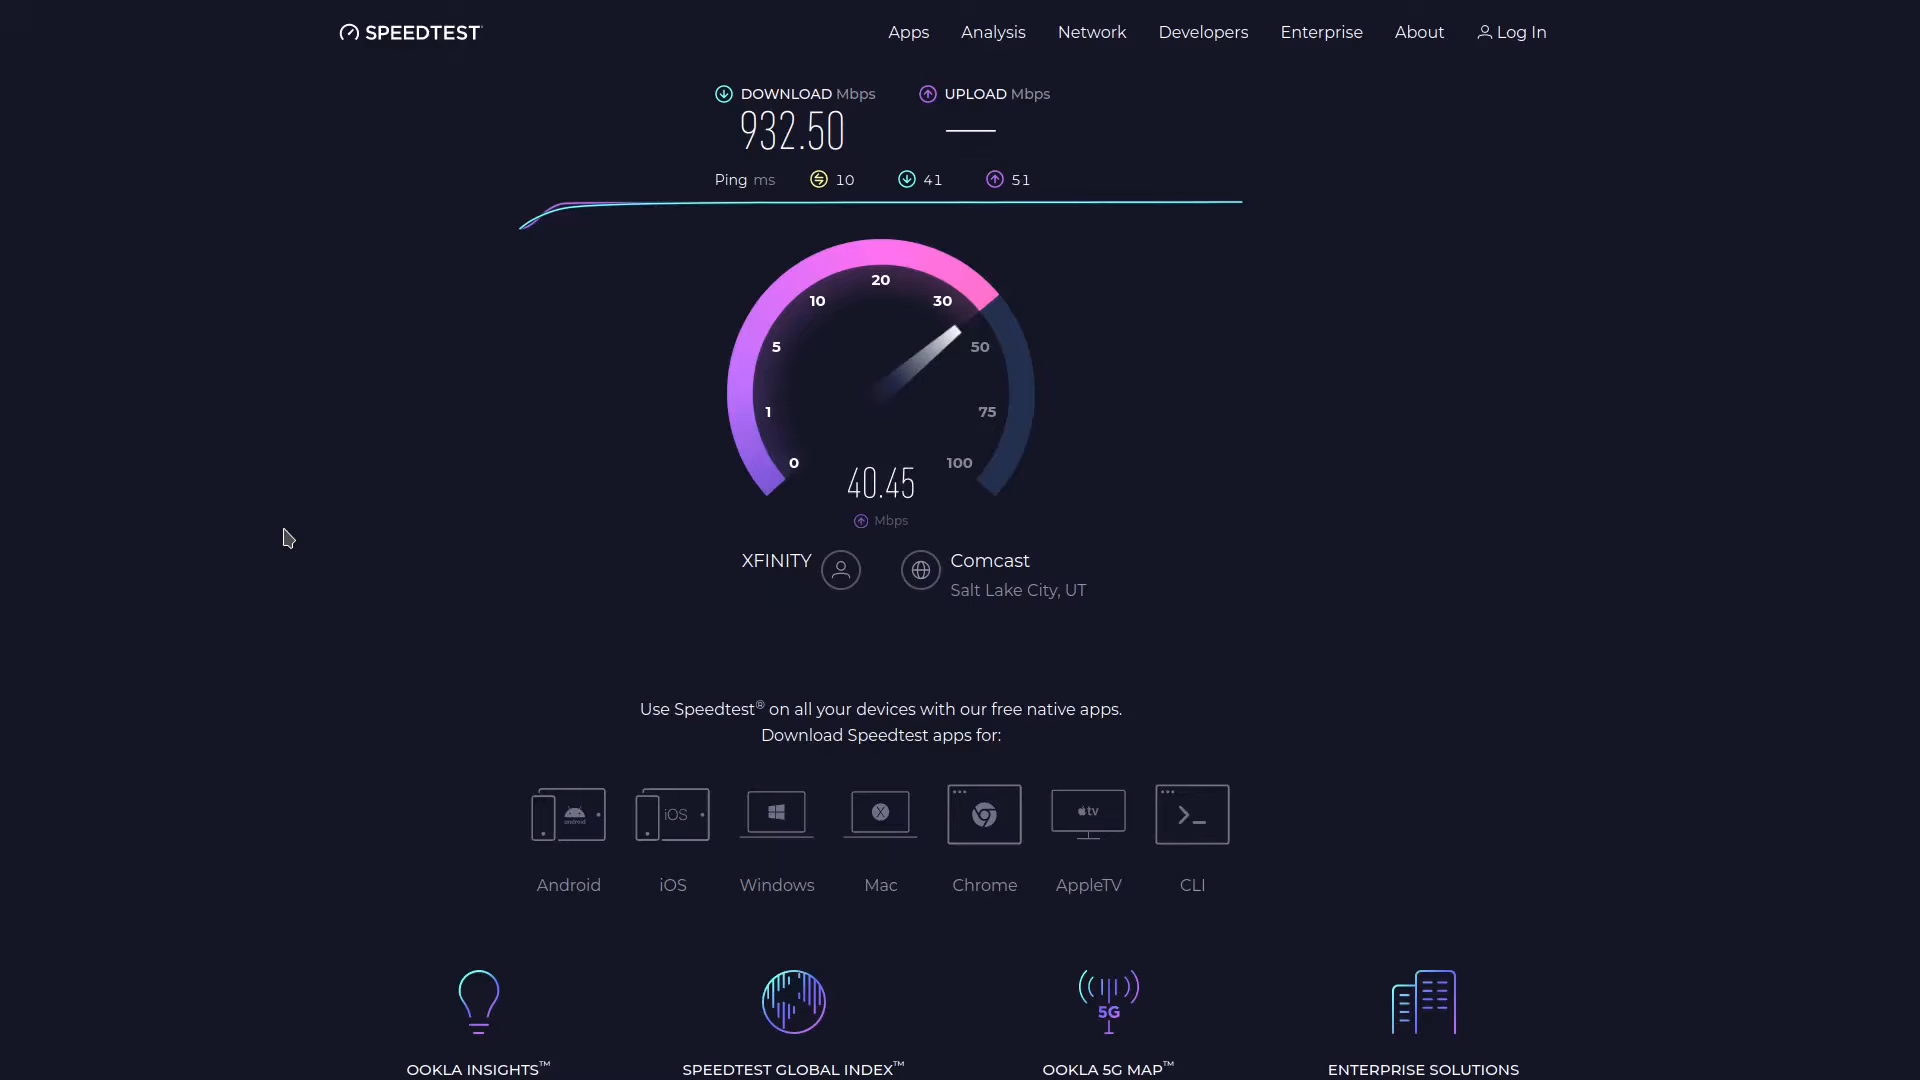 SPEEDTEST
Apps Analysis Network Developers Enterprise About Log In
DOWNLOAD Mbps UPLOAD Mbps
932.50
Ping ms 10 41 51
20
10 30
5 50
1 75
0 100
40.45
Mbps
XFINITY Comcast
Salt Lake City, UT
Use Speedtest® on all your devices with our free native apps.
Download Speedtest apps for:
android iOS X tv
Android iOS Windows Mac Chrome AppleTV CLI
5G
OOKLA INSIGHTS™ SPEEDTEST GLOBAL INDEX™ OOKLA 5G MAP™ ENTERPRISE SOLUTIONS